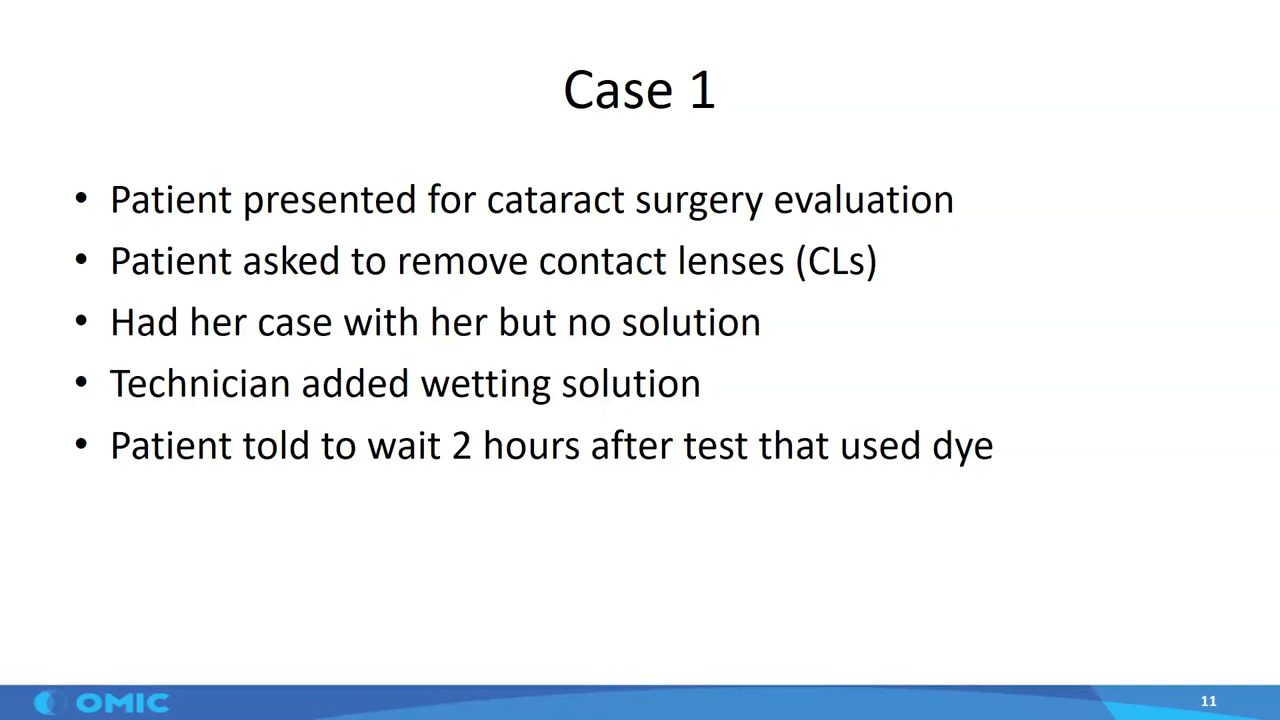 Case 1
• Patient presented for cataract surgery evaluation
• Patient asked to remove contact lenses (CLs)
• Had her case with her but no solution
• Technician added wetting solution
• Patient told to wait 2 hours after test that used dye
OMIC
11